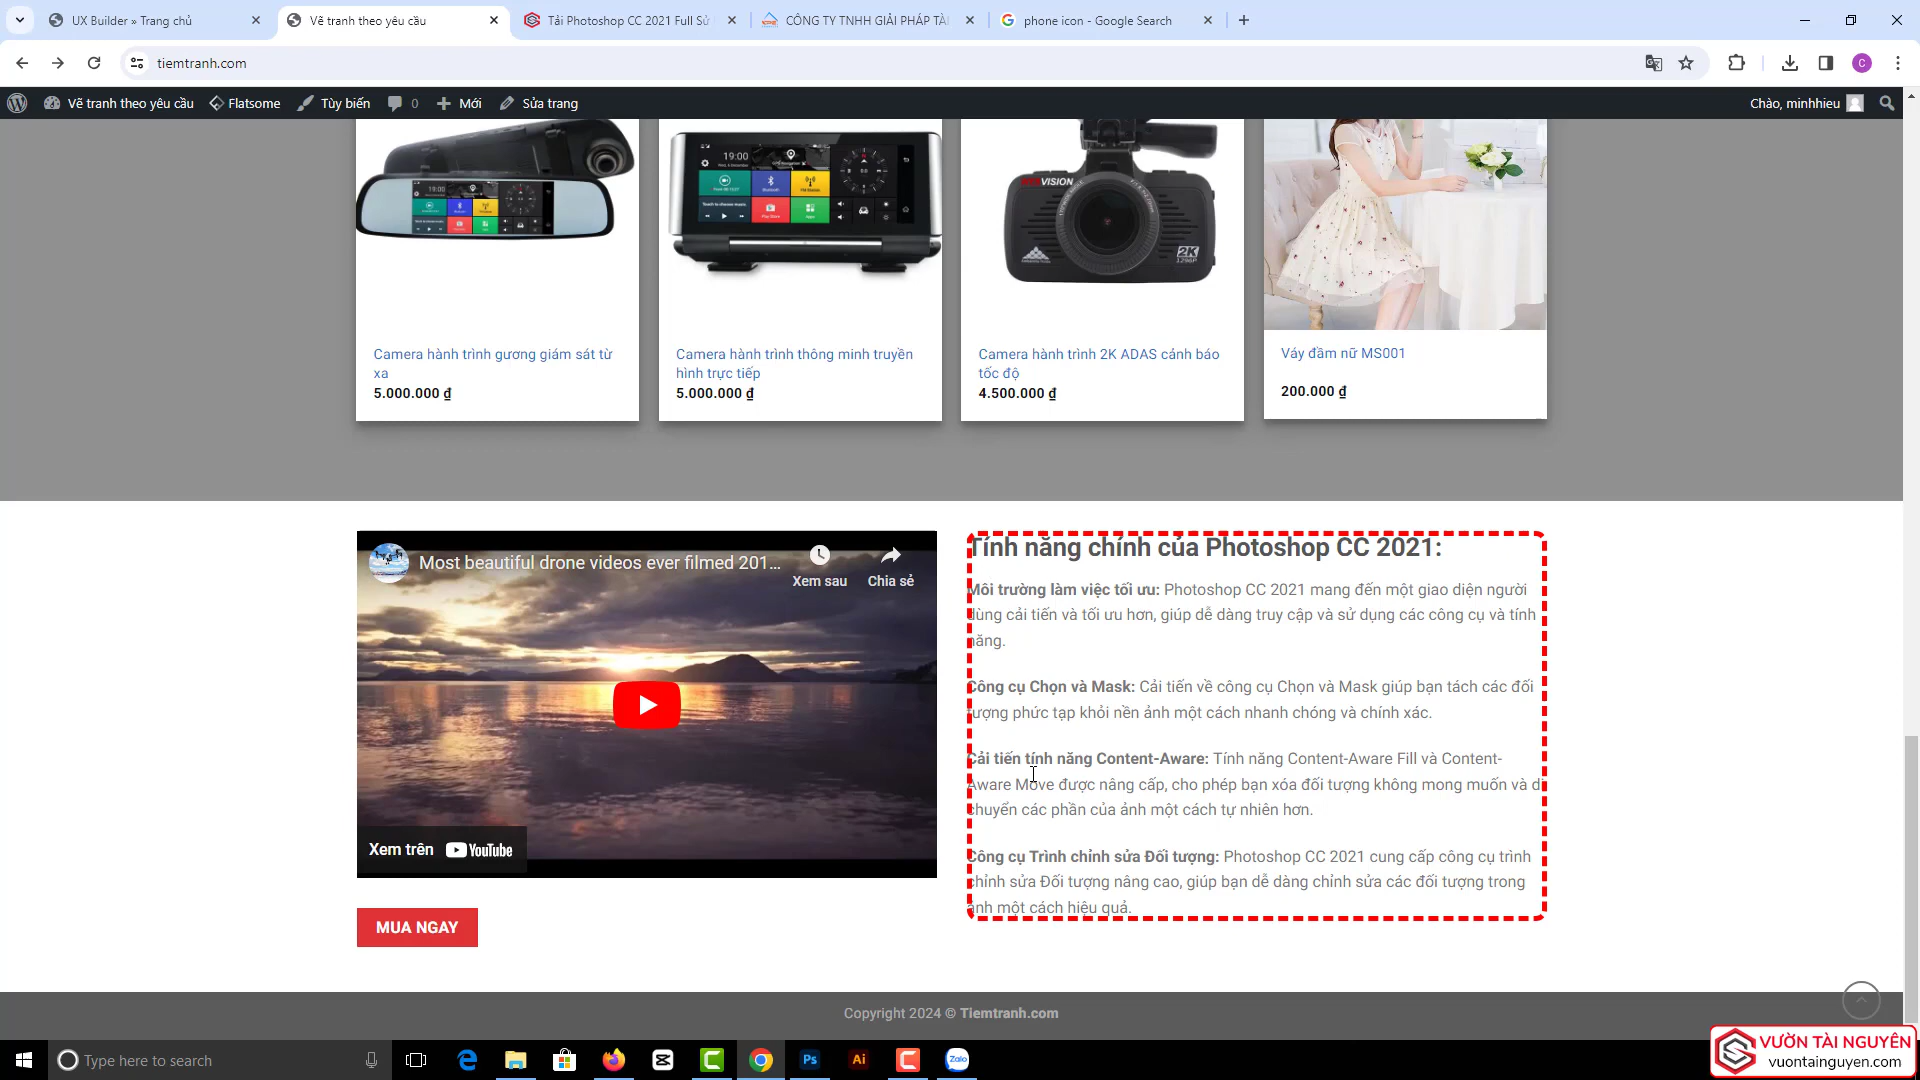 UX Builder » Trang chủ
Vẽ tranh theo yêu cầu
Tải Photoshop CC 2021 Full Sử
CÔNG TY TNHH GIẢI PHÁP TÀI
phone icon - Google Search
tiemtranh.com
C
Vẽ tranh theo yêu cầu
Flatsome
Tùy biến
0
Mới
Sửa trang
Chào, minhhieu
19:00
19:00
2K
1296P
Camera hành trình gương giám sát từ
xa
5.000.000 ₫
Camera hành trình thông minh truyền
hình trực tiếp
5.000.000 ₫
Camera hành trình 2K ADAS cảnh báo
tốc độ
4.500.000 ₫
Váy đầm nữ MS001
200.000 ₫
Most beautiful drone videos ever filmed 201...
Xem sau
Chia sẻ
Xem trên
YouTube
MUA NGAY
Tính năng chính của Photoshop CC 2021:
Môi trường làm việc tối ưu: Photoshop CC 2021 mang đến một giao diện người
dùng cải tiến và tối ưu hơn, giúp dễ dàng truy cập và sử dụng các công cụ và tính
năng.
Công cụ Chọn và Mask: Cải tiến về công cụ Chọn và Mask giúp bạn tách các đối
tượng phức tạp khỏi nền ảnh một cách nhanh chóng và chính xác.
Cải tiến tính năng Content-Aware: Tính năng Content-Aware Fill và Content-
Aware Move được nâng cấp, cho phép bạn xóa đối tượng không mong muốn và di
chuyển các phần của ảnh một cách tự nhiên hơn.
Công cụ Trình chỉnh sửa Đối tượng: Photoshop CC 2021 cung cấp công cụ trình
chỉnh sửa Đối tượng nâng cao, giúp bạn dễ dàng chỉnh sửa các đối tượng trong
ảnh một cách hiệu quả.
Copyright 2024 © Tiemtranh.com
Type here to search
Ps
Ai
Zalo
VƯỜN TÀI NGUYÊN
vuontainguyen.com